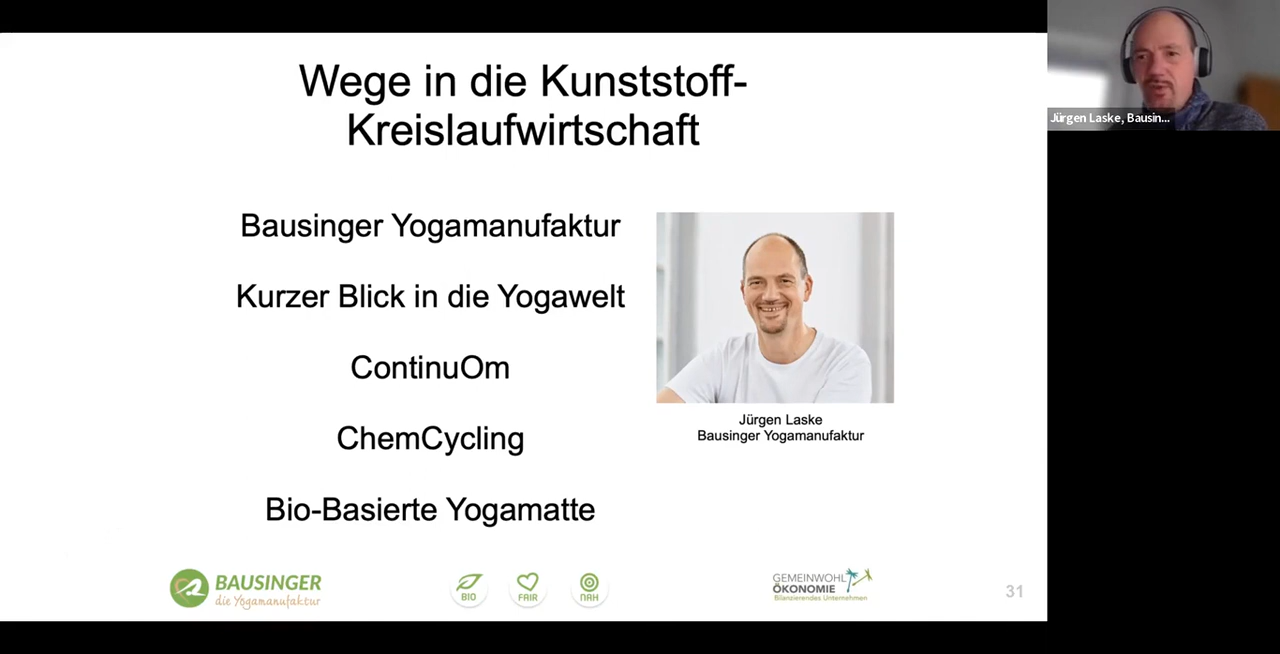 Wege in die Kunststoff-
Kreislaufwirtschaft
Bausinger Yogamanufaktur
Kurzer Blick in die Yogawelt
ContinuOm
ChemCycling
Bio-Basierte Yogamatte
Jürgen Laske
Bausinger Yogamanufaktur
BAUSINGER
die Yogamanufaktur
BIO
FAIR
NAH
GEMEINWOHL
ÖKONOMIE
Bilanzierendes Unternehmen
31
Jürgen Laske, Bausin...